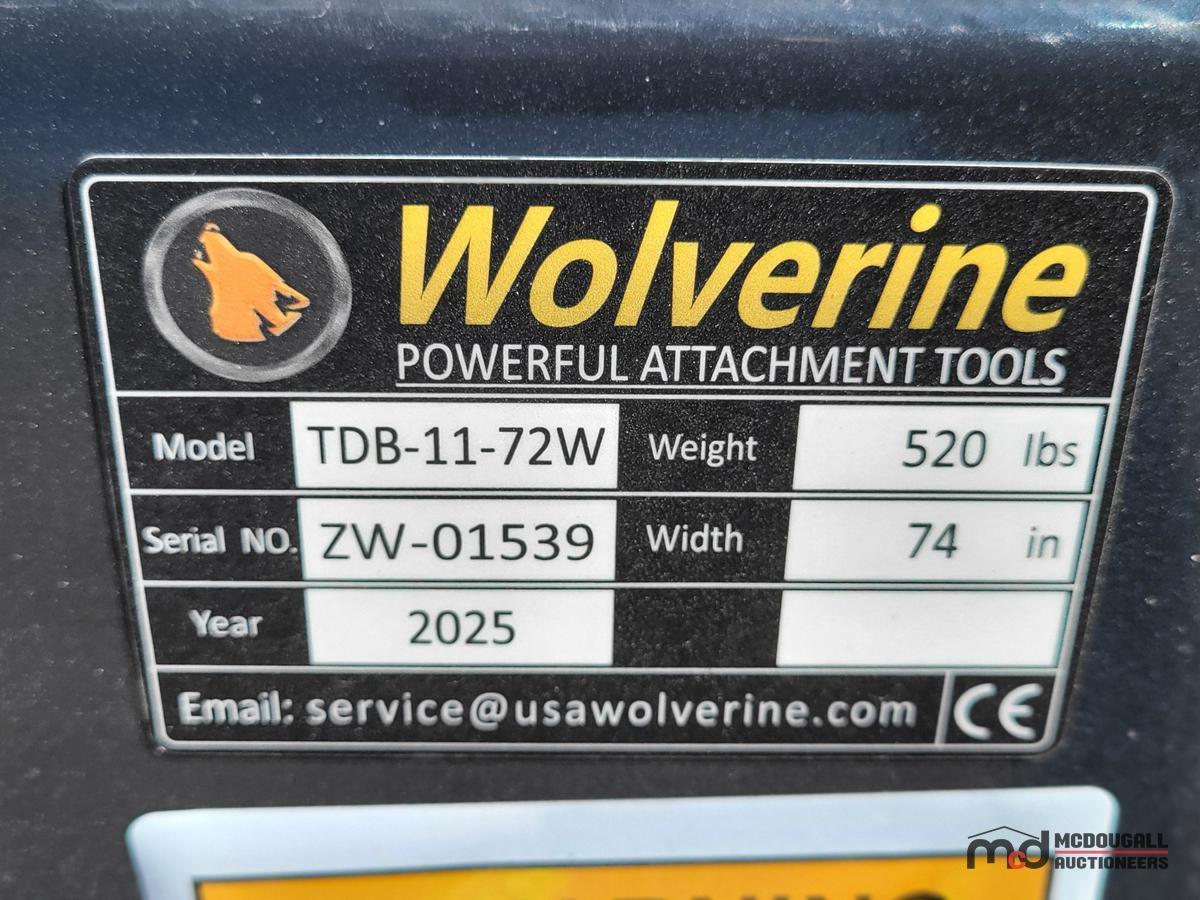 Wolverine
POWERFUL ATTACHMENT TOOLS
Model TDB-11-72W Weight 520 lbs
Serial NO. ZW-01539 Width 74 in
Year 2025
Email: service@usawolverine.com CE
mcd MCDOUGALL
AUCTIONEERS